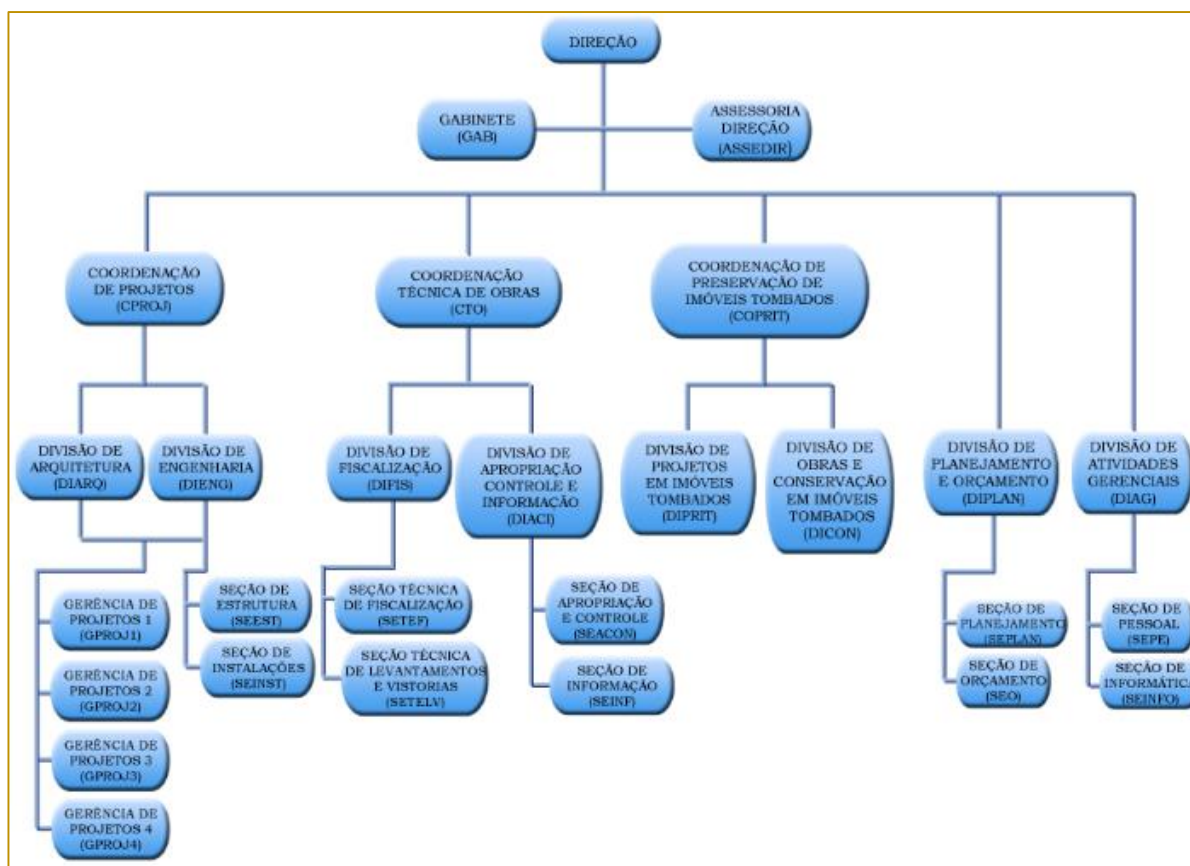 DIREÇÃO
GABINETE
(GAB)
ASSESSORIA
DIREÇÃO
(ASSEDIR)
COORDENAÇÃO
DE PROJETOS
(CPROJ)
COORDENAÇÃO
TÉCNICA DE OBRAS
(CTO)
COORDENAÇÃO DE
PRESERVAÇÃO DE
IMÓVEIS TOMBADOS
(COPRIT)
DIVISÃO DE
ARQUITETURA
(DIARQ)
DIVISÃO DE
ENGENHARIA
(DIENG)
DIVISÃO DE
FISCALIZAÇÃO
(DIFIS)
DIVISÃO DE
APROPRIAÇÃO
CONTROLE E
INFORMAÇÃO
(DIACI)
DIVISÃO DE
PROJETOS
EM IMÓVEIS
TOMBADOS
(DIPRIT)
DIVISÃO DE
OBRAS E
CONSERVAÇÃO
EM IMÓVEIS
TOMBADOS
(DICON)
DIVISÃO DE
PLANEJAMENTO
E ORÇAMENTO
(DIPLAN)
DIVISÃO DE
ATIVIDADES
GERENCIAIS
(DIAG)
GERÊNCIA DE
PROJETOS 1
(GPROJ1)
GERÊNCIA DE
PROJETOS 2
(GPROJ2)
GERÊNCIA DE
PROJETOS 3
(GPROJ3)
GERÊNCIA DE
PROJETOS 4
(GPROJ4)
SEÇÃO DE
ESTRUTURA
(SEEST)
SEÇÃO DE
INSTALAÇÕES
(SEINST)
SEÇÃO TÉCNICA
DE FISCALIZAÇÃO
(SETEF)
SEÇÃO TÉCNICA
DE LEVANTAMENTOS
E VISTORIAS
(SETELV)
SEÇÃO DE
APROPRIAÇÃO
E CONTROLE
(SEACON)
SEÇÃO DE
INFORMAÇÃO
(SEINF)
SEÇÃO DE
PLANEJAMENTO
(SEPLAN)
SEÇÃO DE
ORÇAMENTO
(SEO)
SEÇÃO DE
PESSOAL
(SEPE)
SEÇÃO DE
INFORMÁTICA
(SEINFO)